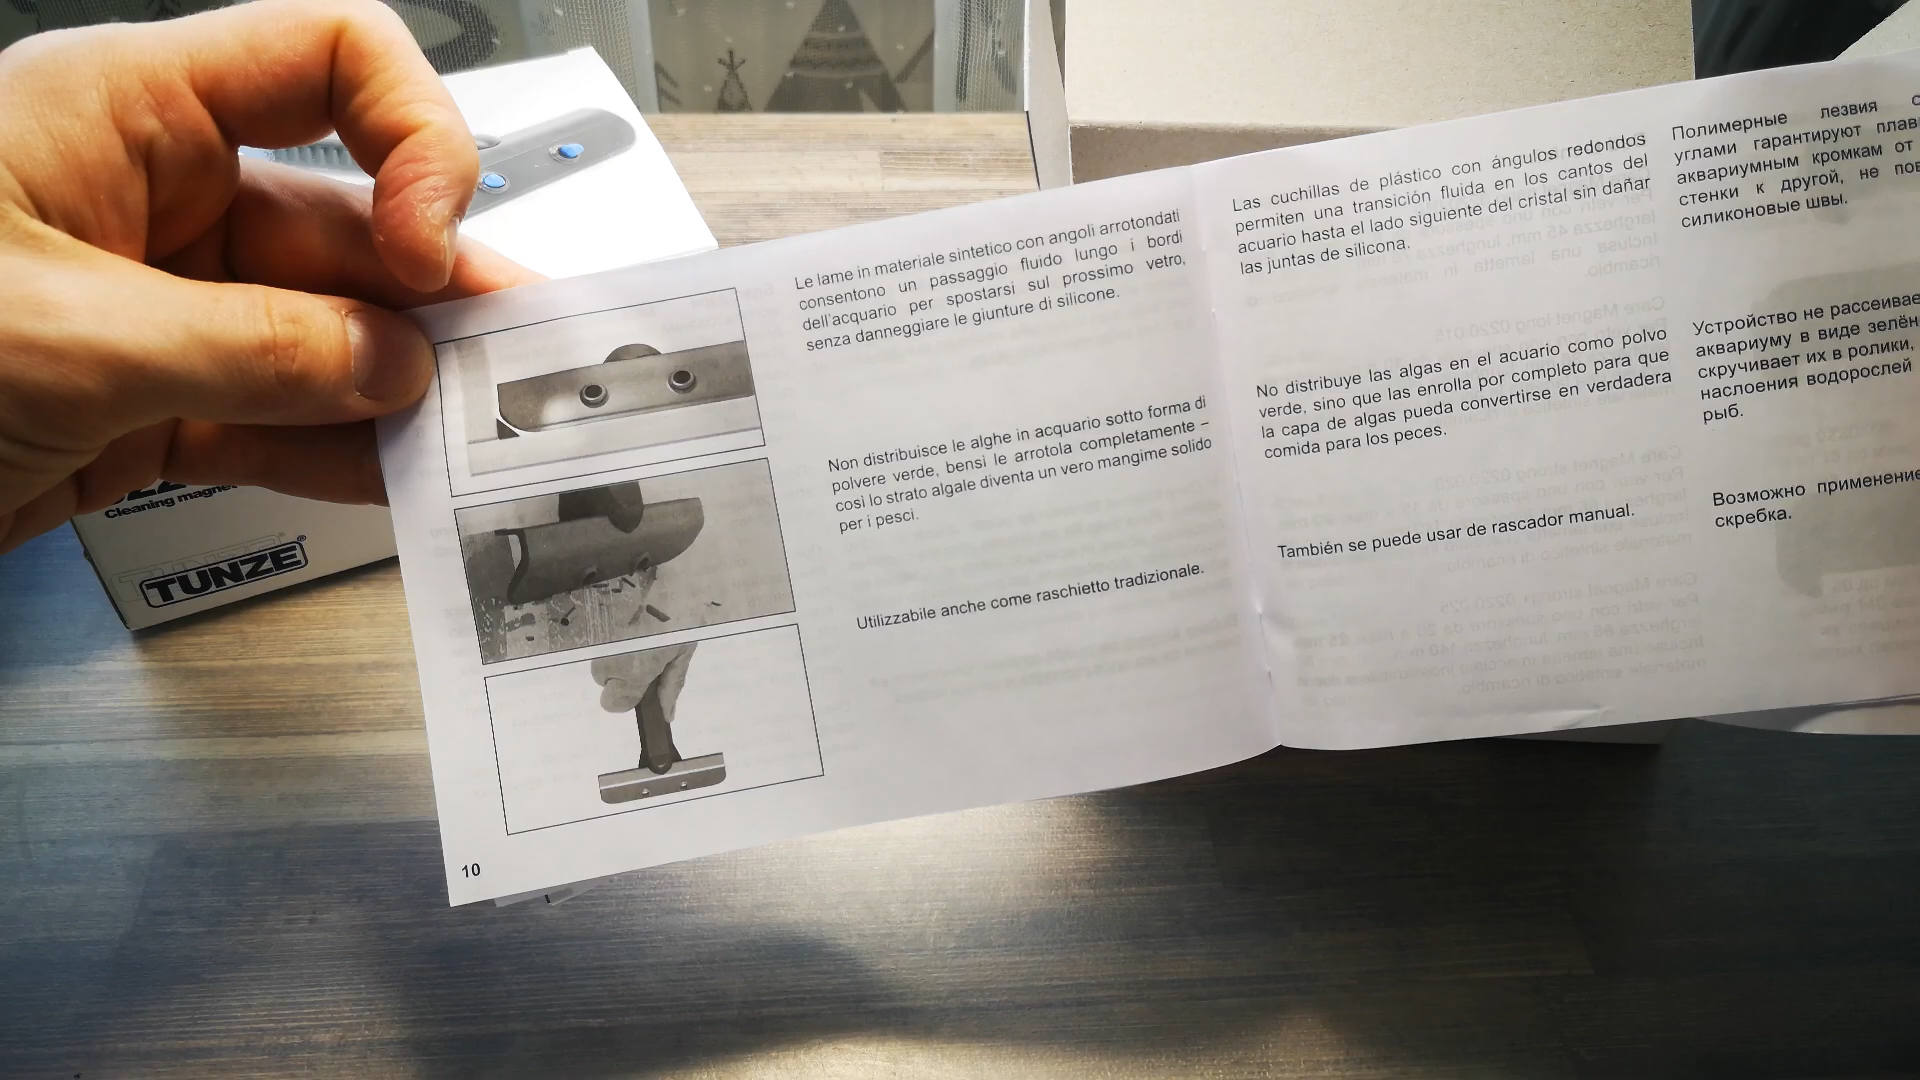 Cleaning magnet
TUNZE®
Le lame in materiale sintetico con angoli arrotondati
consentono un passaggio fluido lungo i bordi
dell'acquario per spostarsi sul prossimo vetro,
senza danneggiare le giunture di silicone.
Non distribuisce le alghe in acquario sotto forma di
polvere verde, bensì le arrotola completamente –
così lo strato algale diventa un vero mangime solido
per i pesci.
Utilizzabile anche come raschietto tradizionale.
10
Las cuchillas de plástico con ángulos redondos
permiten una transición fluida en los cantos del
acuario hasta el lado siguiente del cristal sin dañar
las juntas de silicona.
No distribuye las algas en el acuario como polvo
verde, sino que las enrolla por completo para que
la capa de algas pueda convertirse en verdadera
comida para los peces.
También se puede usar de rascador manual.
Полимерные лезвия
углами гарантируют
аквариумным кромкам от
стенки к другой, не
силиконовые швы.
Устройство не
аквариуму в виде
скручивает их в ролики,
наслоения водорослей
рыб.
Возможно применение
скребка.